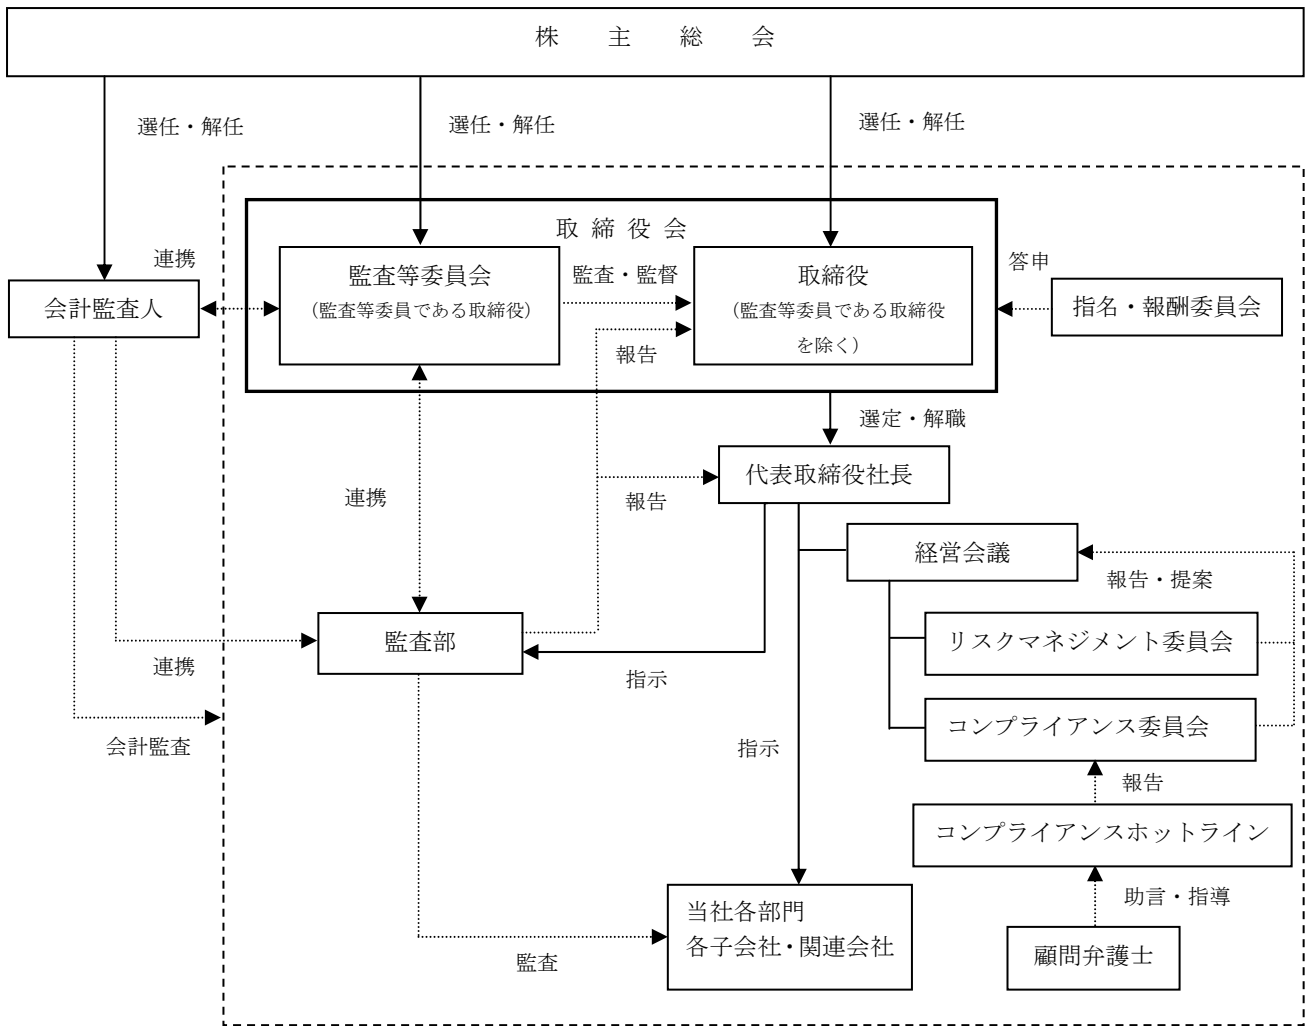 株主総会
選任・解任
選任・解任
選任・解任
取締役会
連携
監査等委員会
(監査等委員である取締役)
監査・監督
取締役
(監査等委員である取締役
を除く)
答申
会計監査人
指名・報酬委員会
報告
選定・解職
代表取締役社長
連携
報告
経営会議
報告・提案
監査部
リスクマネジメント委員会
連携
指示
コンプライアンス委員会
会計監査
指示
報告
コンプライアンスホットライン
助言・指導
当社各部門
各子会社・関連会社
顧問弁護士
監査